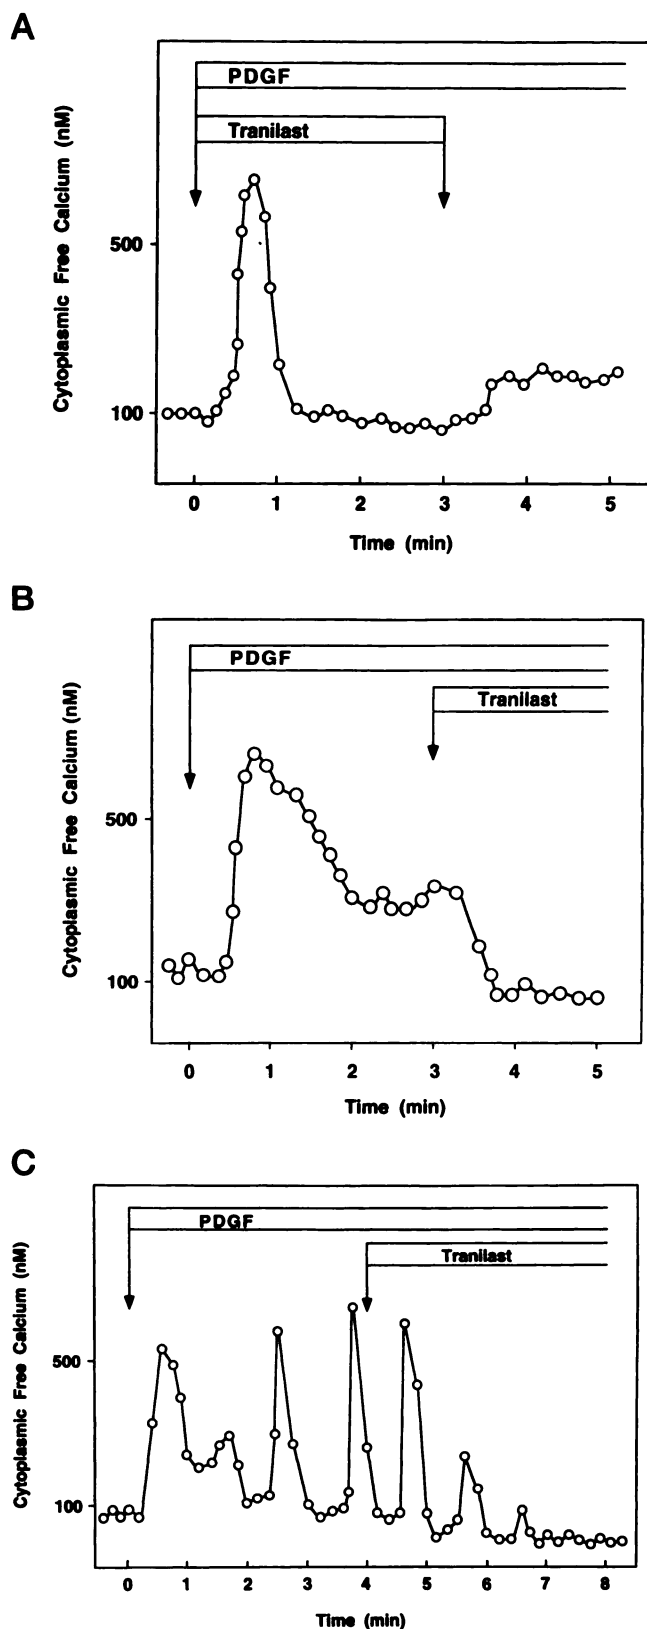 A
PDGF
Tranilast
Cytoplasmic Free Calcium (nM)
500
100
0 1 2 3 4 5
Time (min)
B
PDGF
Tranilast
Cytoplasmic Free Calcium (nM)
500
100
0 1 2 3 4 5
Time (min)
C
PDGF
Tranilast
Cytoplasmic Free Calcium (nM)
500
100
0 1 2 3 4 5 6 7 8
Time (min)